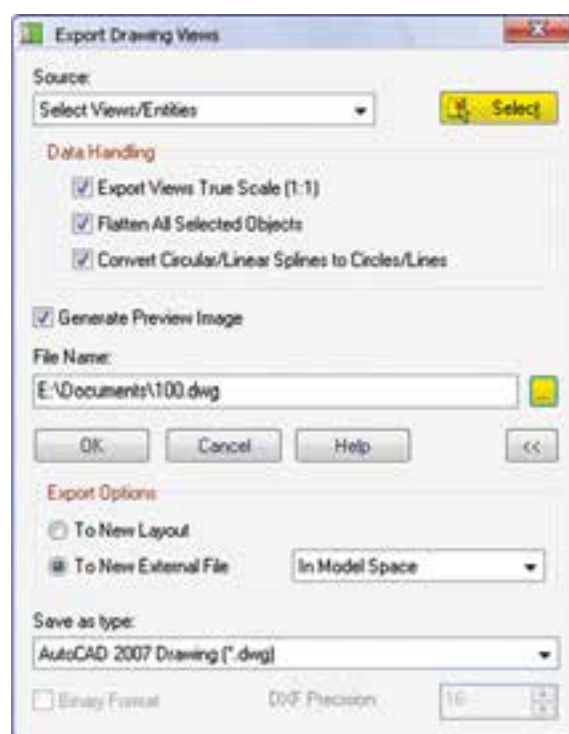 Export Drawing Views
Source:
Select Views/Entities
Select
Data Handling
Export Views True Scale (1:1)
Flatten All Selected Objects
Convert Circular/Linear Splines to Circles/Lines
Generate Preview Image
File Name:
E:\Documents\100.dwg
...
OK Cancel Help <<
Export Options
To New Layout
To New External File In Model Space
Save as type:
AutoCAD 2007 Drawing (*.dwg)
Binary Format DXF Precision: 16